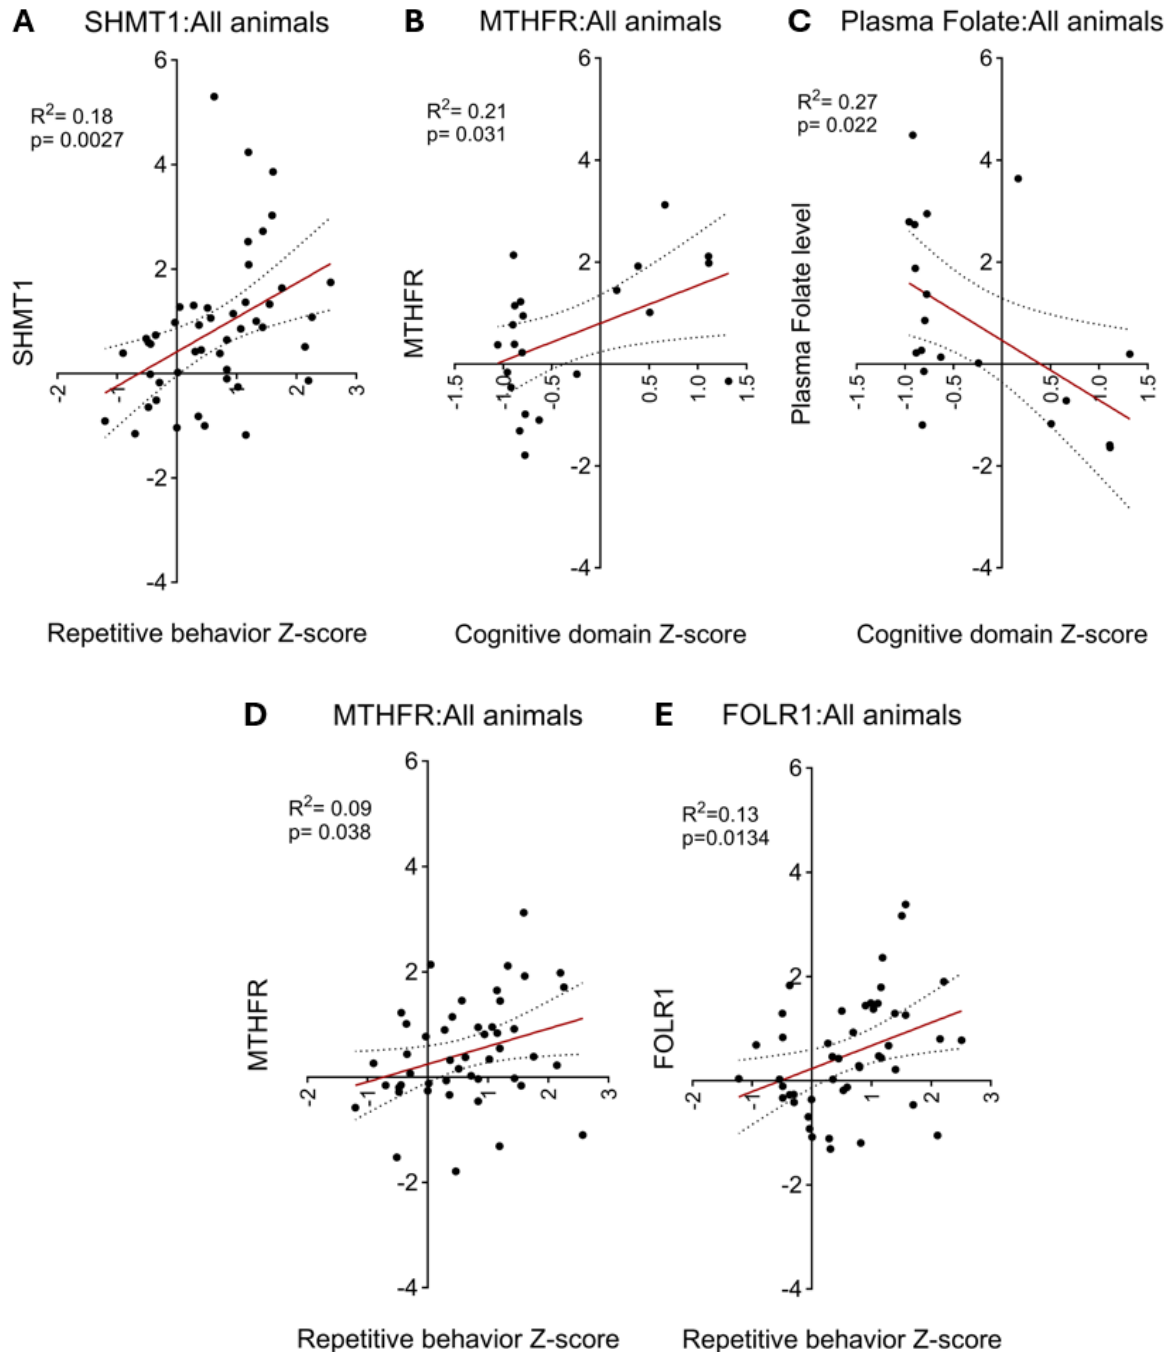 A SHMT1:All animals
R²= 0.18
p= 0.0027
SHMT1
6
4
2
-2
-4
-2
-1
1
2
3
Repetitive behavior Z-score
B MTHFR:All animals
R²= 0.21
p= 0.031
MTHFR
6
4
2
-2
-4
-1.5
-1.0
-0.5
0.5
1.0
1.5
Cognitive domain Z-score
C Plasma Folate:All animals
R²= 0.27
p= 0.022
Plasma Folate level
6
4
2
-2
-4
-1.5
-1.0
-0.5
0.5
1.0
1.5
Cognitive domain Z-score
D MTHFR:All animals
R²= 0.09
p= 0.038
MTHFR
6
4
2
-2
-4
-2
-1
1
2
3
Repetitive behavior Z-score
E FOLR1:All animals
R²=0.13
p=0.0134
FOLR1
6
4
2
-2
-4
-2
-1
1
2
3
Repetitive behavior Z-score